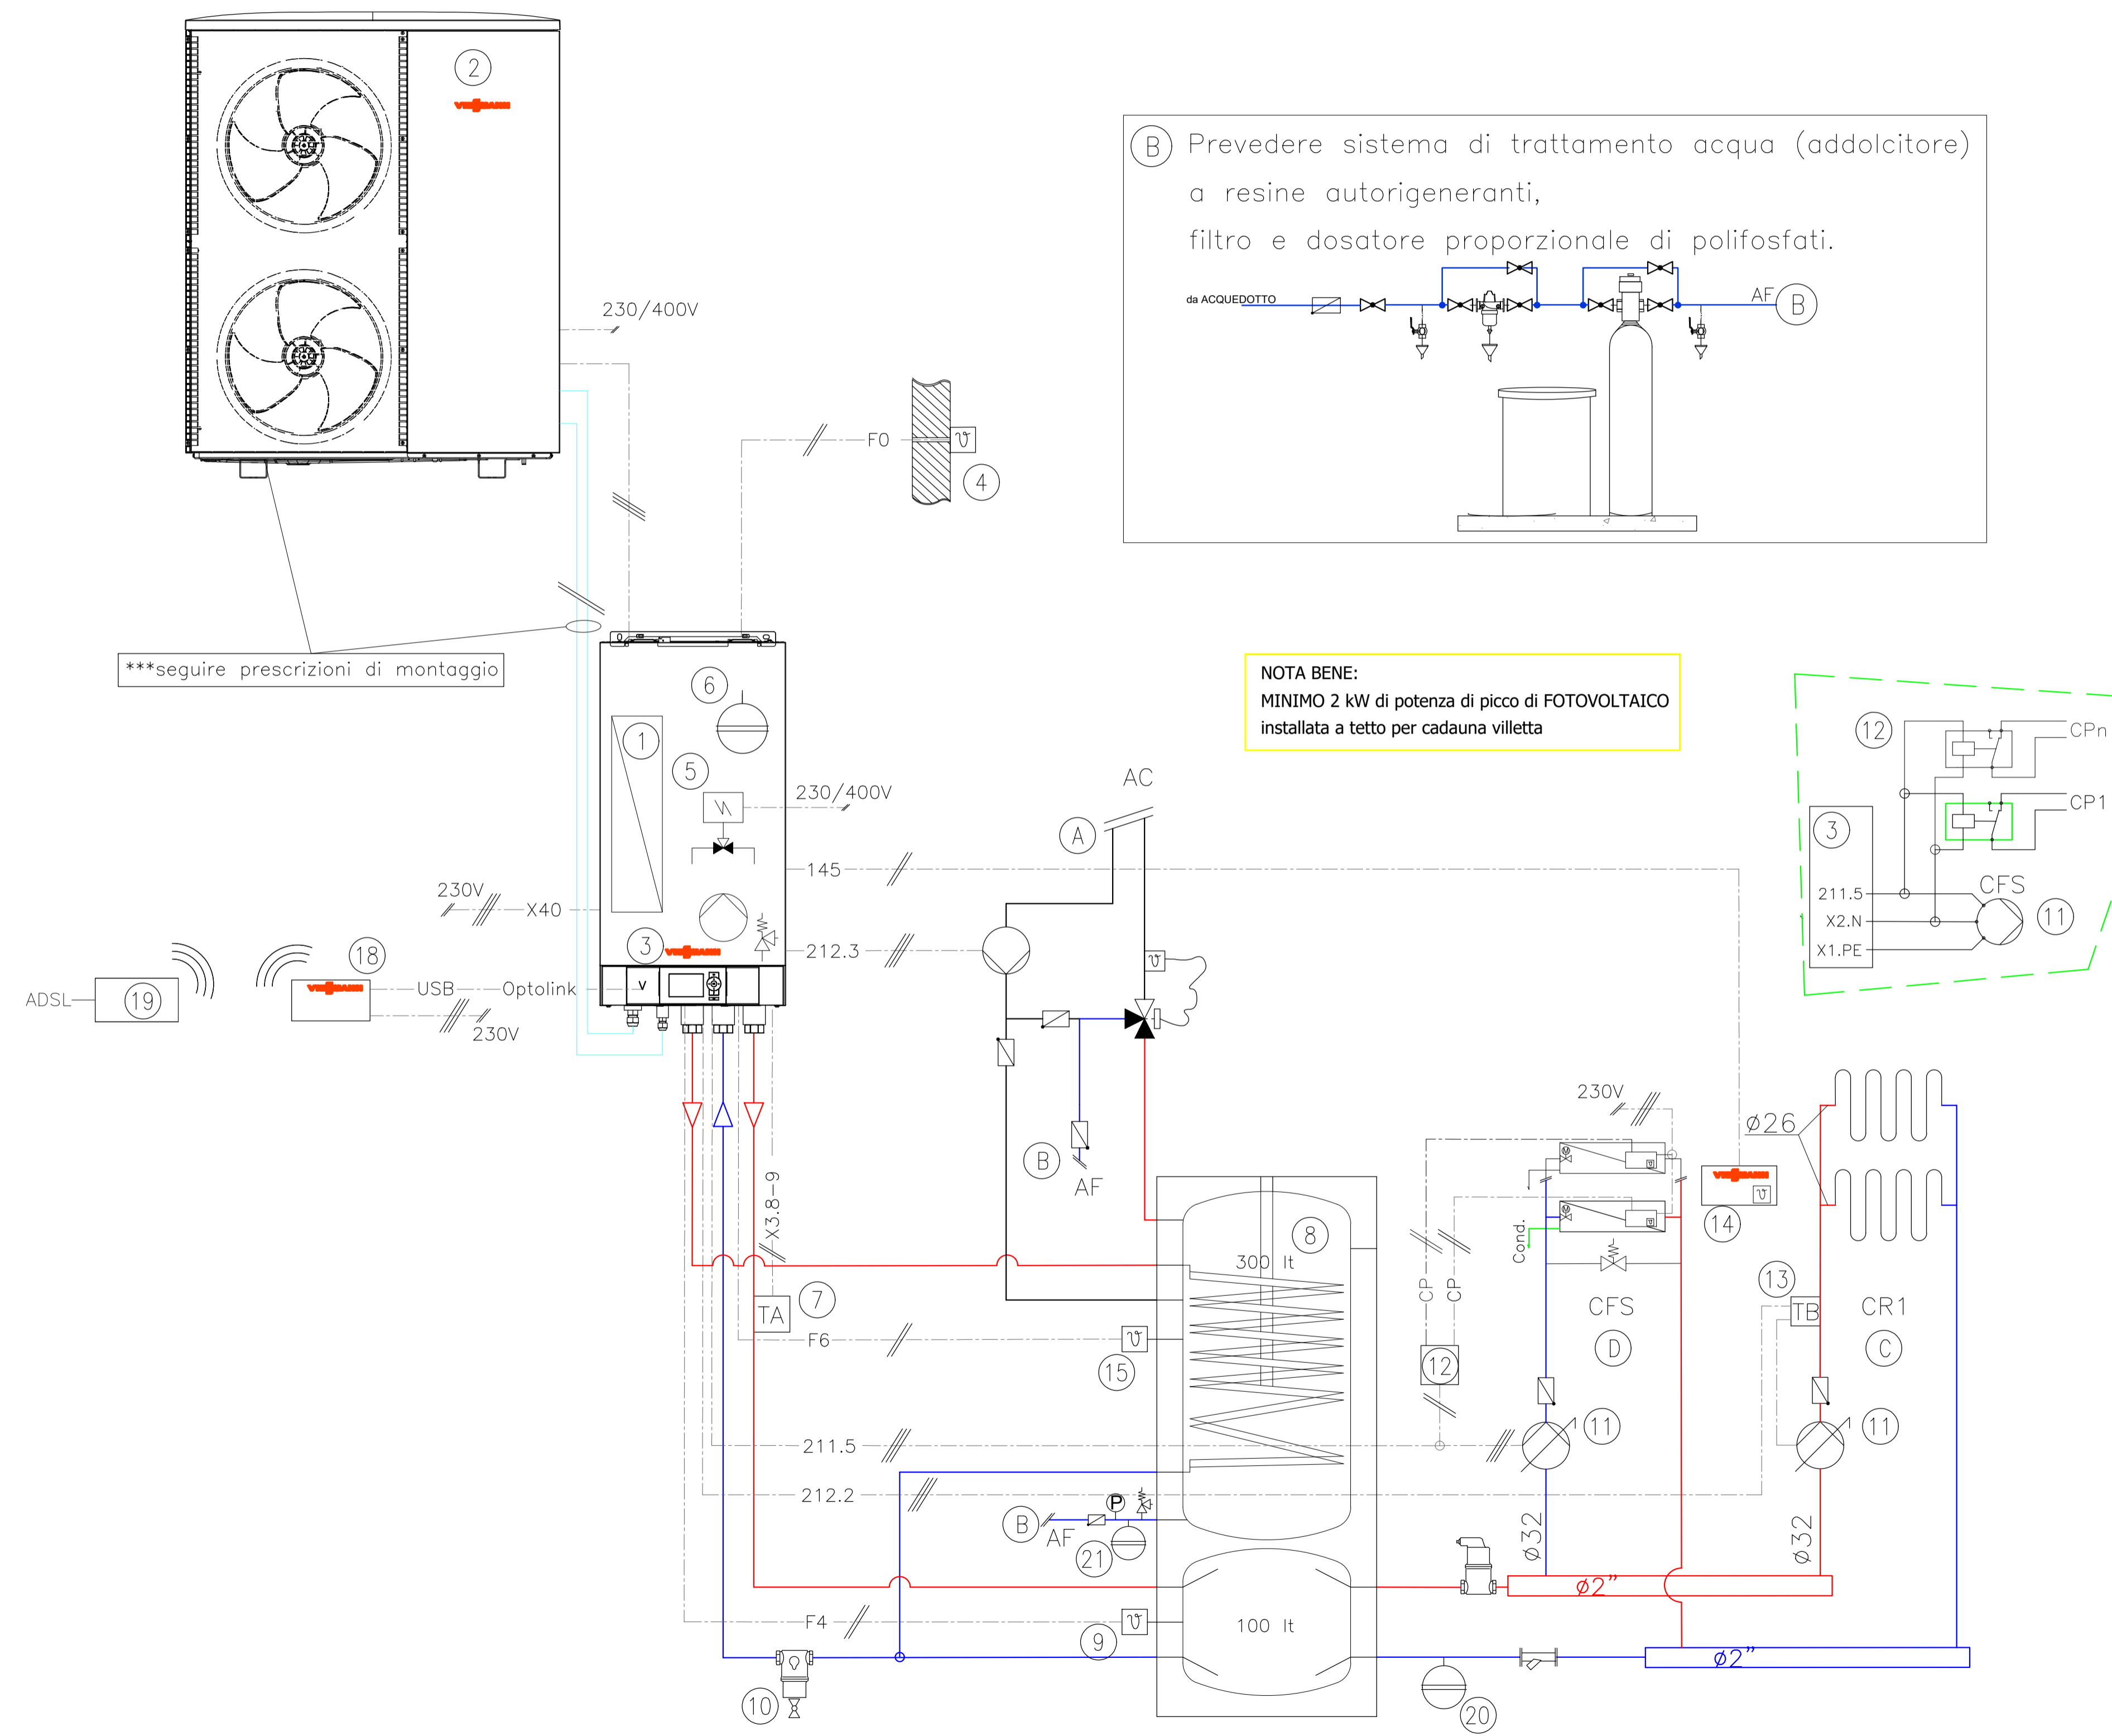 2
VIESMANN
230/400V
F0
ϑ
4
B
Prevedere sistema di trattamento acqua (addolcitore)
a resine autorigeneranti,
filtro e dosatore proporzionale di polifosfati.
da ACQUEDOTTO
AF
B
***seguire prescrizioni di montaggio
NOTA BENE:
MINIMO 2 kW di potenza di picco di FOTOVOLTAICO
installata a tetto per cadauna villetta
6
1
5
230/400V
145
230V
X40
3
VIESMANN
212.3
V
18
VIESMANN
19
ADSL
USB
Optolink
230V
AC
A
ϑ
B
AF
12
CPn
CP1
3
211.5
X2.N
X1.PE
CFS
11
X3.8-9
TA
7
F6
ϑ
15
8
300 lt
211.5
212.2
B
AF
P
21
F4
ϑ
9
100 lt
10
20
230V
Cond.
CP
CP
12
CFS
D
11
VIESMANN
ϑ
14
ø26
13
TB
CR1
C
11
ø32
ø32
ø2”
ø2”